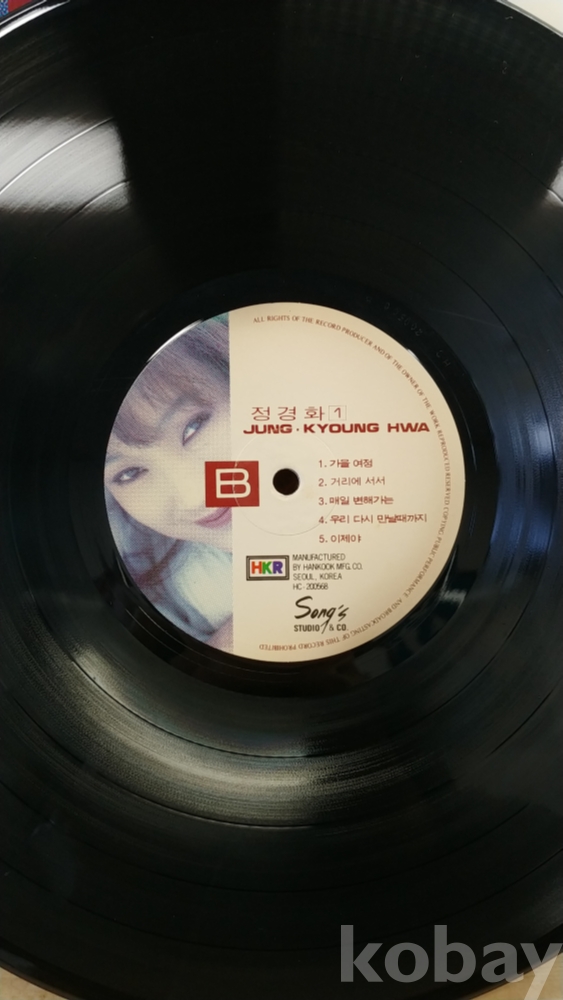 ALL RIGHTS OF THE RECORD PRODUCER AND OF THE OWNER OF THE WORK REPRODUCED RESERVED COPYING PUBLIC PERFORMANCE AND BROADCASTING OF THIS RECORD PROHIBITED
정경화 1
JUNG·KYOUNG HWA
B
1. 가을 여정
2. 거리에 서서
3. 매일 변해가는
4. 우리 다시 만날때까지
5. 이제야
HKR
MANUFACTURED
BY HANKOOK MFG. CO.
SEOUL, KOREA
HC-200568
Song's
STUDIO & CO.
kobay